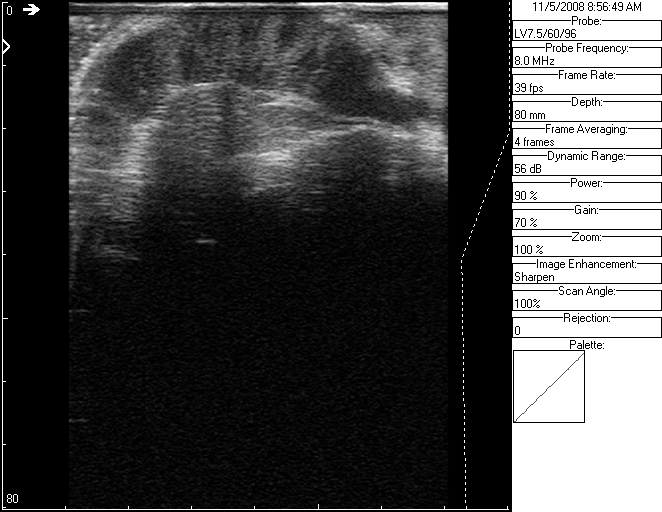 0
80
11/5/2008 8:56:49 AM
Probe:
LV7.5/60/96
Probe Frequency:
8.0 MHz
Frame Rate:
39 fps
Depth:
80 mm
Frame Averaging:
4 frames
Dynamic Range:
56 dB
Power:
90 %
Gain:
70 %
Zoom:
100 %
Image Enhancement:
Sharpen
Scan Angle:
100%
Rejection:
0
Palette: